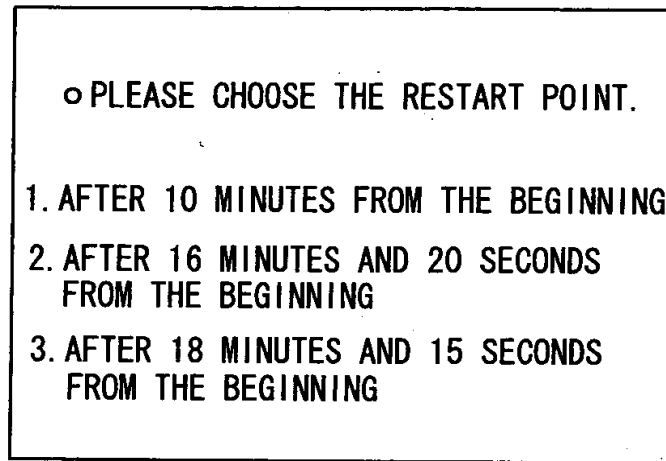 ○ PLEASE CHOOSE THE RESTART POINT.
1. AFTER 10 MINUTES FROM THE BEGINNING
2. AFTER 16 MINUTES AND 20 SECONDS
FROM THE BEGINNING
3. AFTER 18 MINUTES AND 15 SECONDS
FROM THE BEGINNING